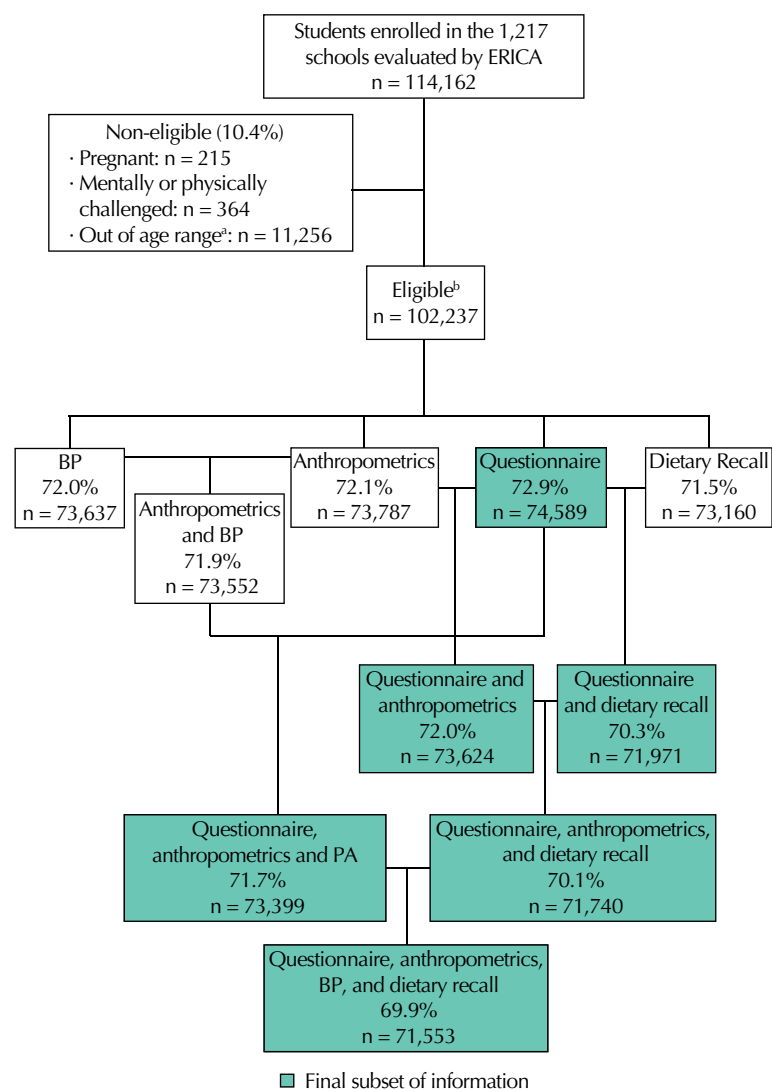 Students enrolled in the 1,217
schools evaluated by ERICA
n = 114,162
Non-eligible (10.4%)
· Pregnant: n = 215
· Mentally or physically
challenged: n = 364
· Out of age rangeᵃ: n = 11,256
Eligibleᵇ
n = 102,237
BP
72.0%
n = 73,637
Anthropometrics
72.1%
n = 73,787
Questionnaire
72.9%
n = 74,589
Dietary Recall
71.5%
n = 73,160
Anthropometrics
and BP
71.9%
n = 73,552
Questionnaire and
anthropometrics
72.0%
n = 73,624
Questionnaire
and dietary recall
70.3%
n = 71,971
Questionnaire,
anthropometrics and PA
71.7%
n = 73,399
Questionnaire, anthropometrics,
and dietary recall
70.1%
n = 71,740
Questionnaire, anthropometrics,
BP, and dietary recall
69.9%
n = 71,553
Final subset of information